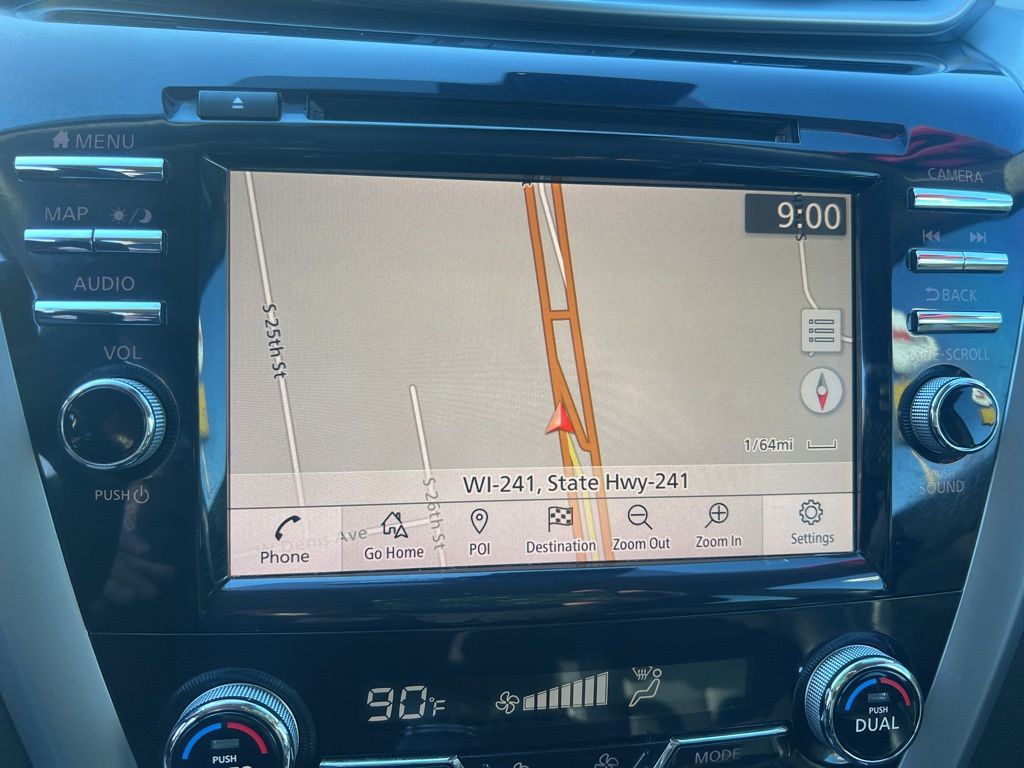 MENU
CAMERA
MAP
9:00
AUDIO
BACK
S 25th St
VOL
1/64mi
PUSH
SOUND
WI-241, State Hwy-241
S 26th St
Ave
Phone
Go Home
POI
Destination
Zoom Out
Zoom In
Settings
90°F
PUSH
PUSH
DUAL
MODE